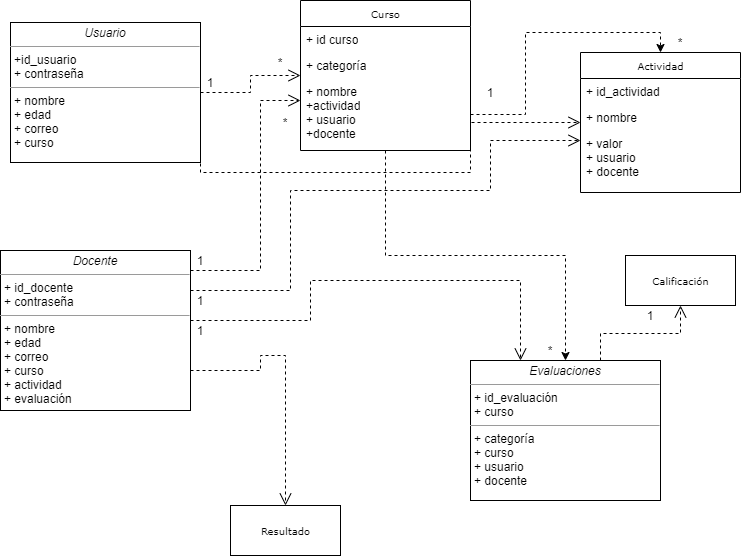 Usuario
+id_usuario
+ contraseña
+ nombre
+ edad
+ correo
+ curso
1
*
*
Curso
+ id curso
+ categoría
+ nombre
+actividad
+ usuario
+docente
1
*
Actividad
+ id_actividad
+ nombre
+ valor
+ usuario
+ docente
Docente
+ id_docente
+ contraseña
+ nombre
+ edad
+ correo
+ curso
+ actividad
+ evaluación
1
1
1
Calificación
1
*
Evaluaciones
+ id_evaluación
+ curso
+ categoría
+ curso
+ usuario
+ docente
Resultado